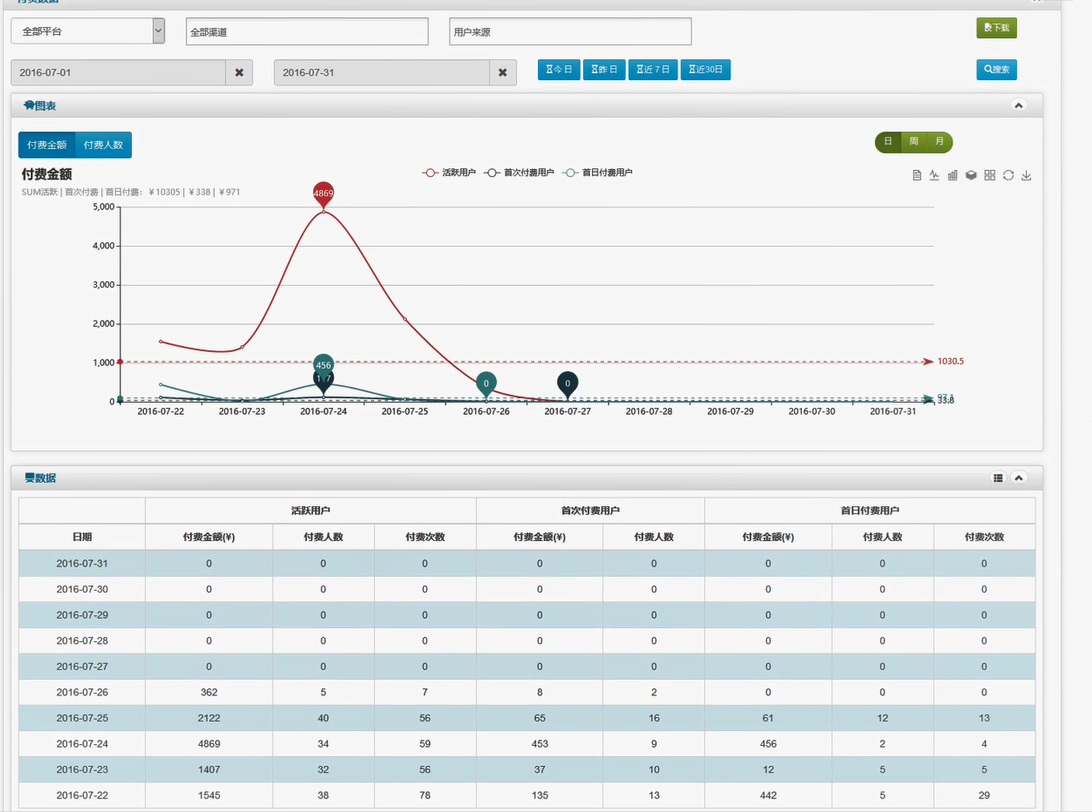 付费数据
全部平台 全部渠道 用户来源 下载
2016-07-01 2016-07-31 今日 昨日 近7日 近30日 搜索
图表
付费金额 付费人数 日 周 月
付费金额 活跃用户 首次付费用户 首日付费用户
SUM活跃 | 首次付费 | 首日付费: ¥10305 | ¥338 | ¥971
4869
5,000
4,000
3,000
2,000
1,000 456 1030.5
0 0
0 33.8
2016-07-22 2016-07-23 2016-07-24 2016-07-25 2016-07-26 2016-07-27 2016-07-28 2016-07-29 2016-07-30 2016-07-31
数据
活跃用户 首次付费用户 首日付费用户
日期 付费金额(¥) 付费人数 付费次数 付费金额(¥) 付费人数 付费金额(¥) 付费人数 付费次数
2016-07-31 0 0 0 0 0 0 0 0
2016-07-30 0 0 0 0 0 0 0 0
2016-07-29 0 0 0 0 0 0 0 0
2016-07-28 0 0 0 0 0 0 0 0
2016-07-27 0 0 0 0 0 0 0 0
2016-07-26 362 5 7 8 2 0 0 0
2016-07-25 2122 40 56 65 16 61 12 13
2016-07-24 4869 34 59 453 9 456 2 4
2016-07-23 1407 32 56 37 10 12 5 5
2016-07-22 1545 38 78 135 13 442 5 29